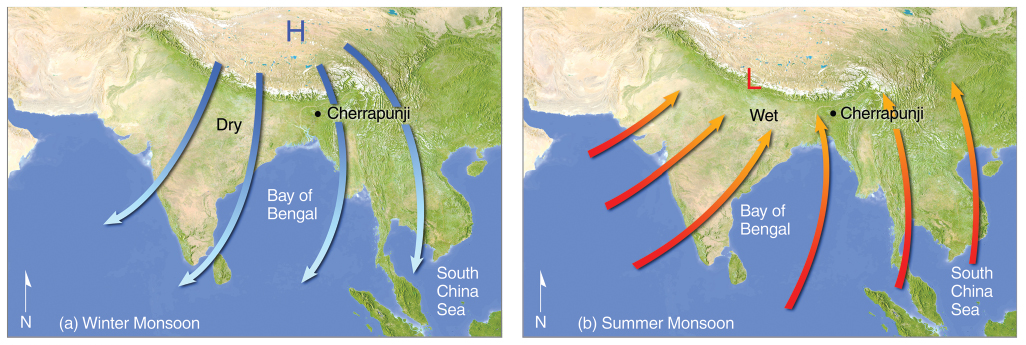 H
Cherrapunji
Dry
Bay of
Bengal
South
China
Sea
N
(a) Winter Monsoon
L
Wet
Cherrapunji
Bay of
Bengal
South
China
Sea
N
(b) Summer Monsoon